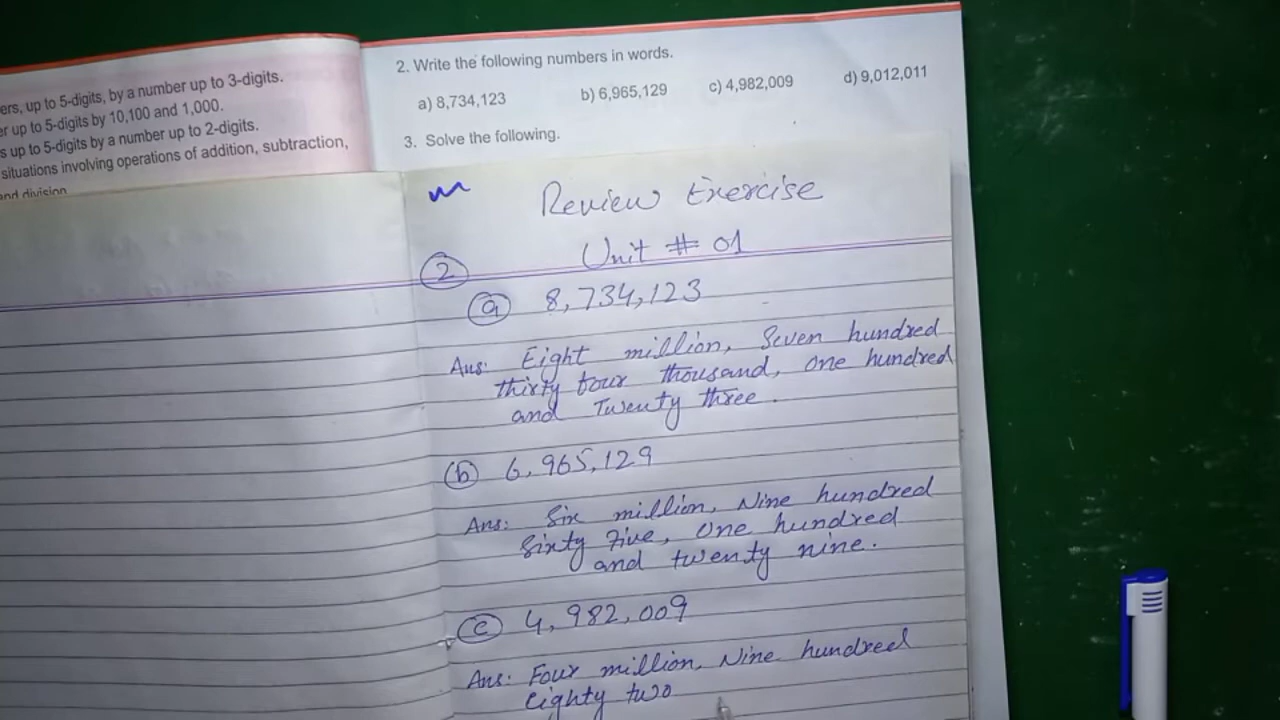 ers, up to 5-digits, by a number up to 3-digits.
er up to 5-digits by 10,100 and 1,000.
s up to 5-digits by a number up to 2-digits.
situations involving operations of addition, subtraction,
and division
2. Write the following numbers in words.
a) 8,734,123 b) 6,965,129 c) 4,982,009 d) 9,012,011
3. Solve the following.
Review Exercise
Unit # 01
2
a 8,734,123
Ans: Eight million, Seven hundred
thirty four thousand, one hundred
and Twenty three.
b 6,965,129
Ans: Six million, Nine hundred
Sixty Five, One hundred
and twenty nine.
c 4,982,009
Ans: Four million, Nine hundred
Eighty two